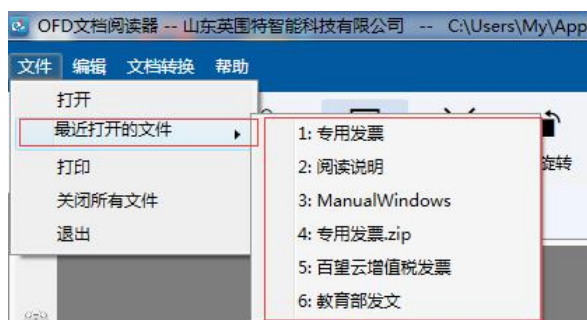 OFD文档阅读器 -- 山东英围特智能科技有限公司 -- C:\Users\My\App
文件 编辑 文档转换 帮助
打开
最近打开的文件
1: 专用发票
2: 阅读说明
旋转
打印
3: ManualWindows
关闭所有文件
4: 专用发票.zip
退出
5: 百望云增值税发票
6: 教育部发文